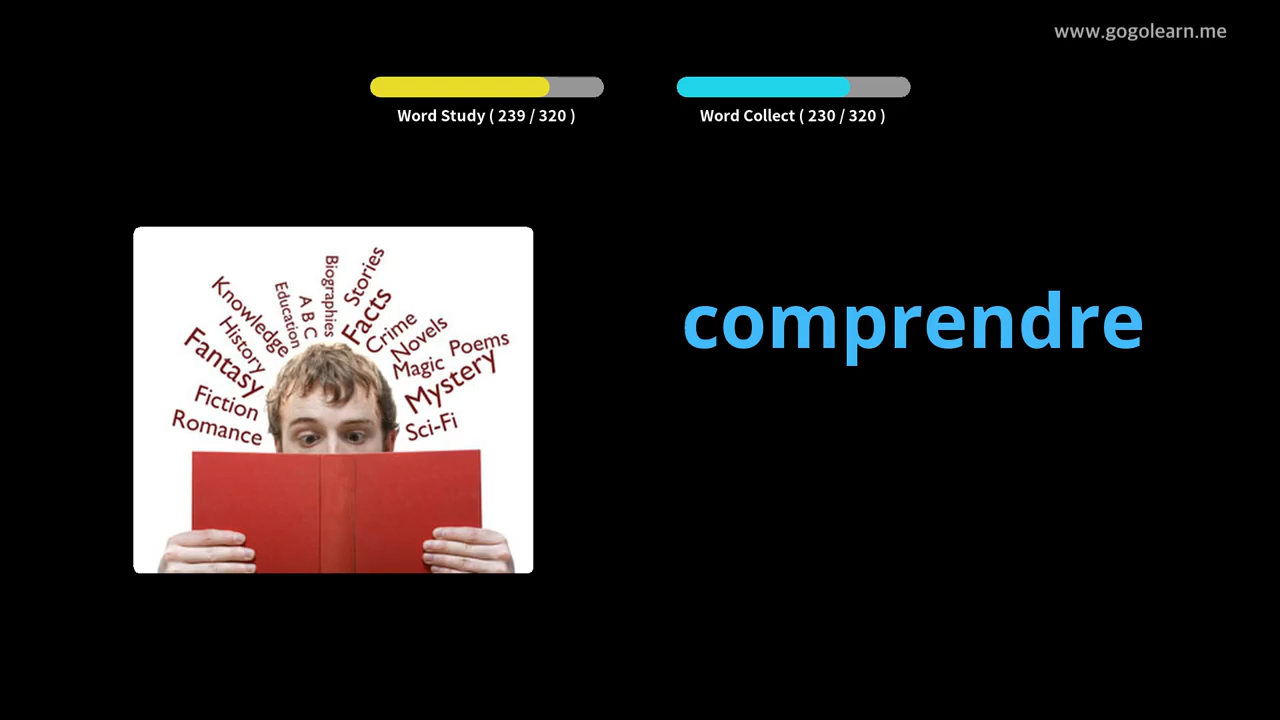 www.gogolearn.me
Word Study ( 239 / 320 )
Word Collect ( 230 / 320 )
comprendre
Stories
Biographies
Facts
A B C
Education
Knowledge
Crime
Novels
History
Poems
Magic
Fantasy
Mystery
Fiction
Sci-Fi
Romance